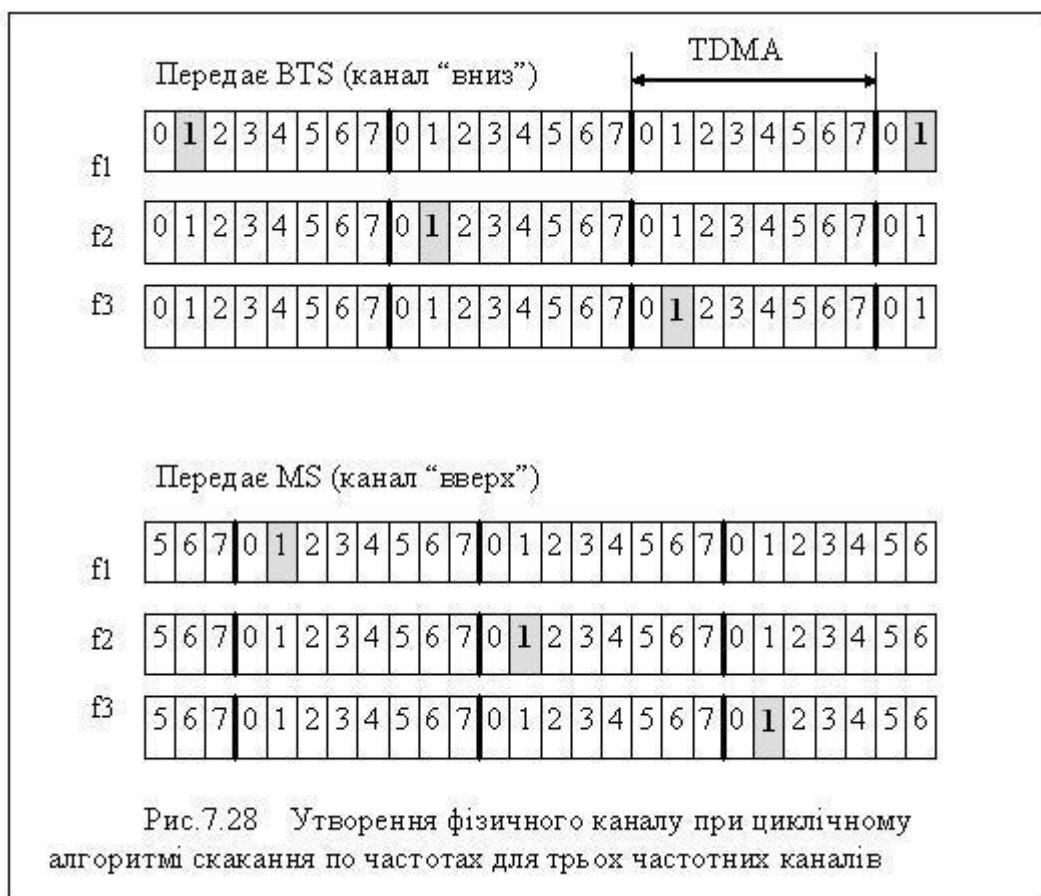 TDMA
Передає BTS (канал “вниз”)
f1 0 1 2 3 4 5 6 7 0 1 2 3 4 5 6 7 0 1 2 3 4 5 6 7 0 1
f2 0 1 2 3 4 5 6 7 0 1 2 3 4 5 6 7 0 1 2 3 4 5 6 7 0 1
f3 0 1 2 3 4 5 6 7 0 1 2 3 4 5 6 7 0 1 2 3 4 5 6 7 0 1
Передає MS (канал “вверх”)
f1 5 6 7 0 1 2 3 4 5 6 7 0 1 2 3 4 5 6 7 0 1 2 3 4 5 6
f2 5 6 7 0 1 2 3 4 5 6 7 0 1 2 3 4 5 6 7 0 1 2 3 4 5 6
f3 5 6 7 0 1 2 3 4 5 6 7 0 1 2 3 4 5 6 7 0 1 2 3 4 5 6
Рис.7.28 Утворення фізичного каналу при циклічному
алгоритмі скакання по частотах для трьох частотних каналів